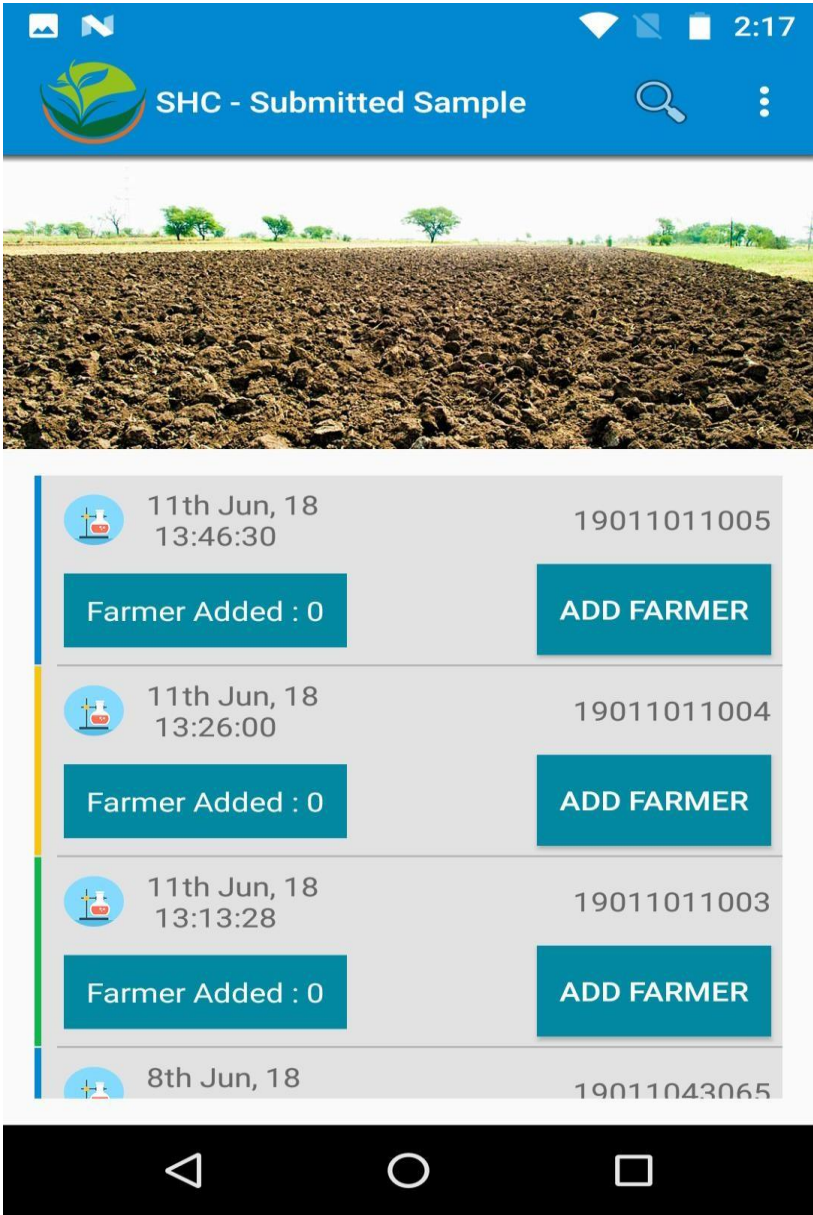 2:17
SHC - Submitted Sample
11th Jun, 18
13:46:30
19011011005
Farmer Added : 0
ADD FARMER
11th Jun, 18
13:26:00
19011011004
Farmer Added : 0
ADD FARMER
11th Jun, 18
13:13:28
19011011003
Farmer Added : 0
ADD FARMER
8th Jun, 18
19011043065